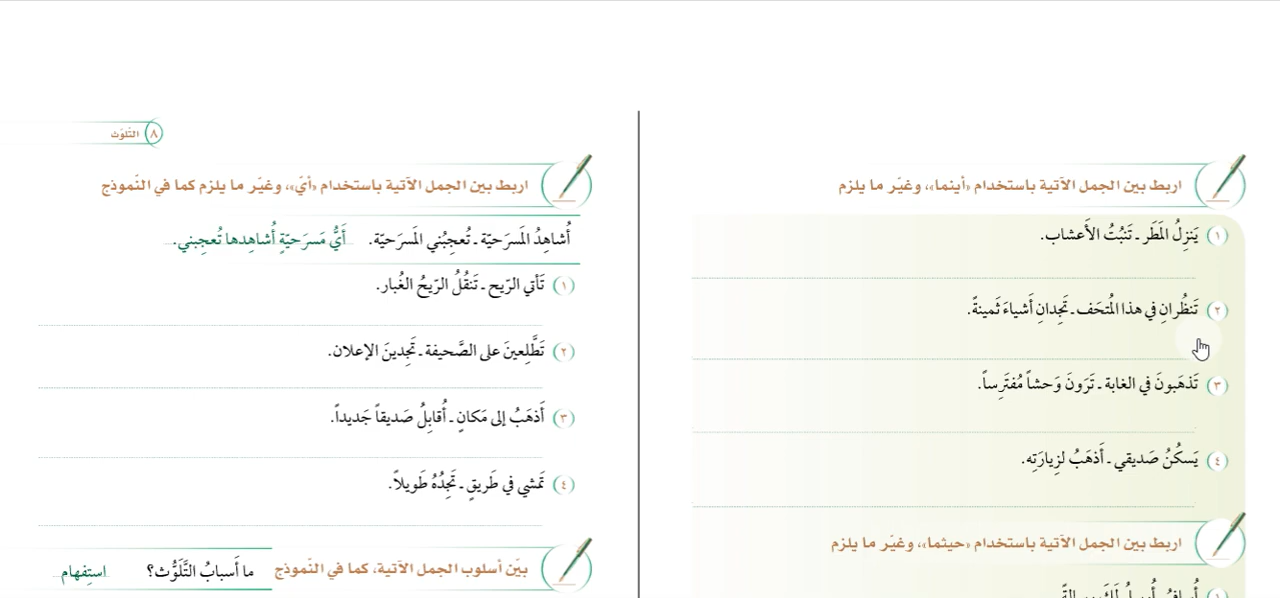 اربط بين الجمل الآتية باستخدام «أينما»، وغيّر ما يلزم
١ يَنزِلُ المَطَر ـ تَنبُتُ الأَعشاب.
٢ تَنظُرانِ في هذا المُتحَف ـ تَجِدانِ أَشياءَ ثَمينةً.
٣ تَذهَبونَ في الغابة ـ تَرَونَ وَحشاً مُفتَرِساً.
٤ يَسكُنُ صَديقي ـ أَذهَبُ لزِيارَتِه.
اربط بين الجمل الآتية باستخدام «حيثما»، وغيّر ما يلزم
٨ التّلوّث
اربط بين الجمل الآتية باستخدام «أيّ»، وغيّر ما يلزم كما في النّموذج
أُشاهِدُ المَسرَحيّة ـ تُعجِبُني المَسرَحيّة. أَيُّ مَسرَحيّةٍ أُشاهِدها تُعجِبني.
١ تَأتي الرّيح ـ تَنقُلُ الرّيحُ الغُبار.
٢ تَطَّلِعينَ على الصَّحيفة ـ تَجِدينَ الإعلان.
٣ أَذهَبُ إلى مَكانٍ ـ أُقابِلُ صَديقاً جَديداً.
٤ تَمشي في طَريقٍ ـ تَجِدُهُ طَويلاً.
بيّن أسلوب الجمل الآتية، كما في النّموذج ما أَسبابُ التَّلَوُّث؟ استِفهام